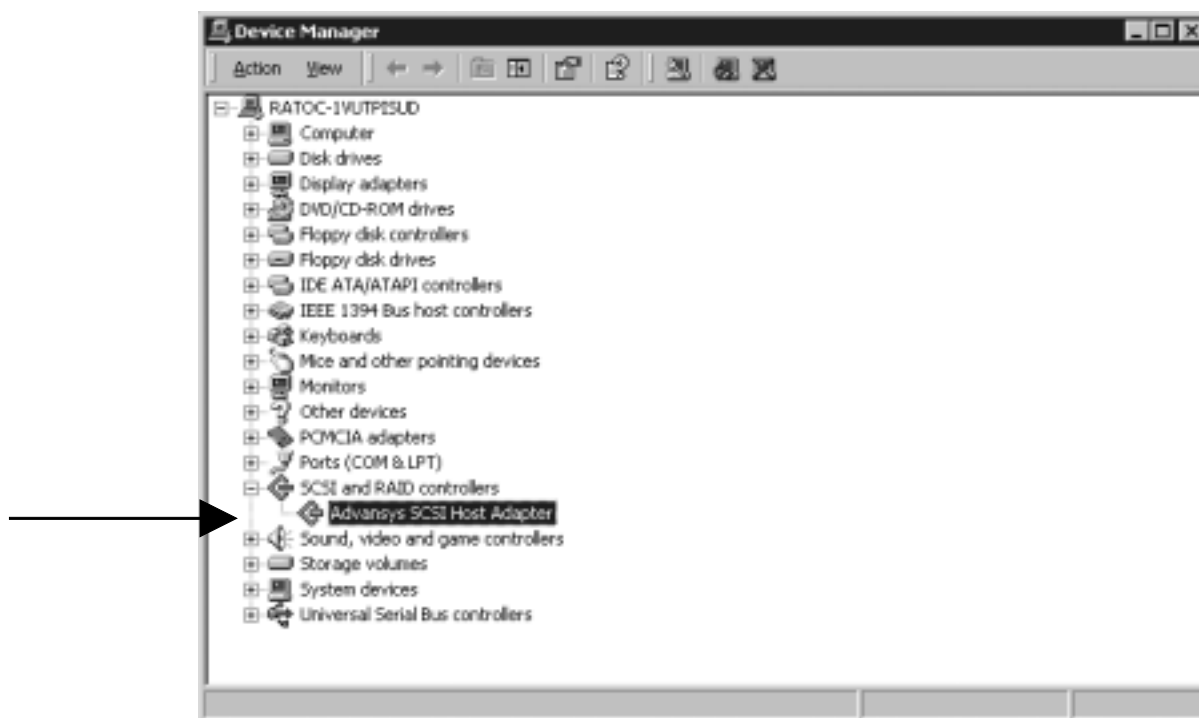 Device Manager
Action View
RATOC-1VUTPISUD
Computer
Disk drives
Display adapters
DVD/CD-ROM drives
Floppy disk controllers
Floppy disk drives
IDE ATA/ATAPI controllers
IEEE 1394 Bus host controllers
Keyboards
Mice and other pointing devices
Monitors
Other devices
PCMCIA adapters
Ports (COM & LPT)
SCSI and RAID controllers
Advansys SCSI Host Adapter
Sound, video and game controllers
Storage volumes
System devices
Universal Serial Bus controllers